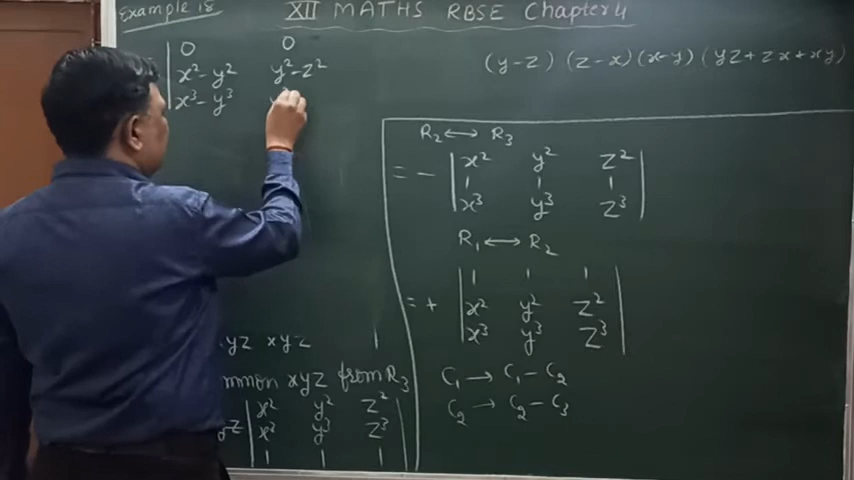 Example 18
XII MATHS RBSE Chapter 4
0 0
x²-y² y²-z²
x³-y³
(y-z) (z-x) (x-y) (yz+zx+xy)
R₂ ↔ R₃
= - | x² y² z² |
1 1 1
x³ y³ z³
R₁ ↔ R₂
= + | 1 1 1 |
x² y² z²
x³ y³ z³
C₁ → C₁ - C₂
C₂ → C₂ - C₃
yz xyz 1
xyz from R₃
x² y² z²
x³ y³ z³
1 1 1